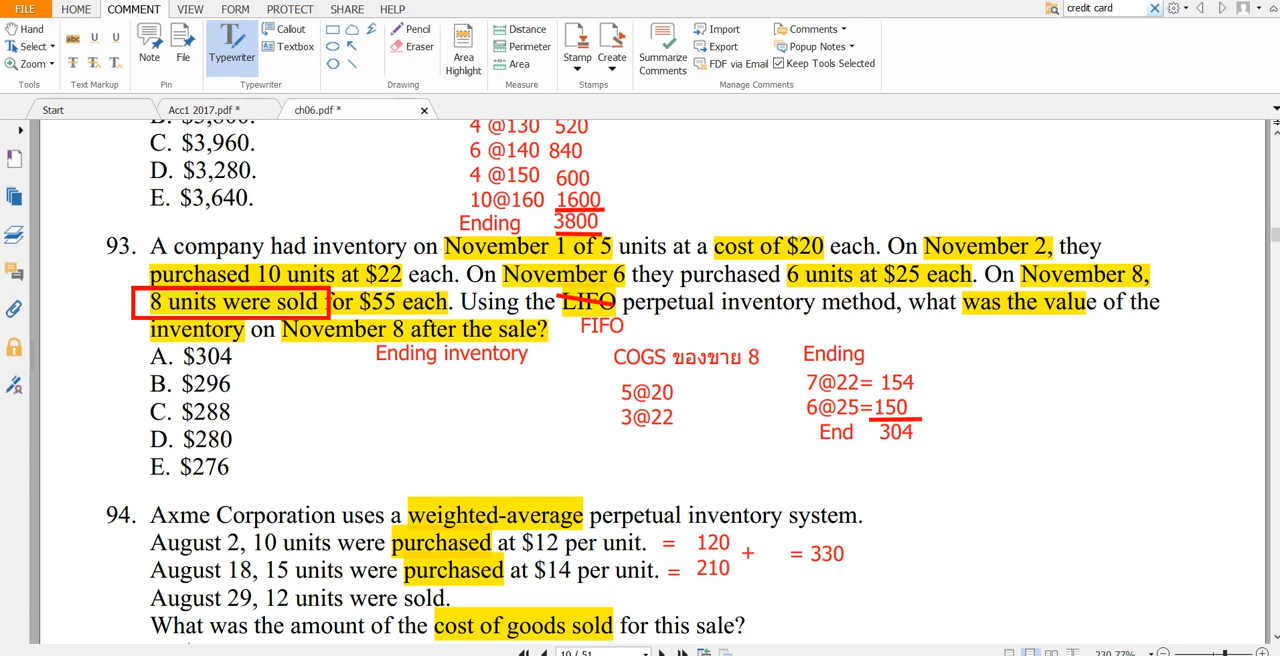 FILE HOME COMMENT VIEW FORM PROTECT SHARE HELP credit card
Hand Select Zoom Tools
abc U U T T T Text Markup
Note File Pin
Typewriter Callout Textbox Typewriter
Pencil Eraser Drawing
Area Highlight
Distance Perimeter Area Measure
Stamp Create Stamps
Summarize Comments Import Export FDF via Email Comments Popup Notes Keep Tools Selected Manage Comments
Start Acc1 2017.pdf * ch06.pdf * ×
4 @130 520
C. $3,960. 6 @140 840
D. $3,280. 4 @150 600
E. $3,640. 10@160 1600
Ending 3800
93. A company had inventory on November 1 of 5 units at a cost of $20 each. On November 2, they
purchased 10 units at $22 each. On November 6 they purchased 6 units at $25 each. On November 8,
8 units were sold for $55 each. Using the LIFO perpetual inventory method, what was the value of the
FIFO
inventory on November 8 after the sale?
A. $304 Ending inventory COGS ของขาย 8 Ending
B. $296 5@20 7@22= 154
C. $288 3@22 6@25=150
D. $280 End 304
E. $276
94. Axme Corporation uses a weighted-average perpetual inventory system.
August 2, 10 units were purchased at $12 per unit. = 120 + = 330
August 18, 15 units were purchased at $14 per unit. = 210
August 29, 12 units were sold.
What was the amount of the cost of goods sold for this sale?
10 / 51 230.77%